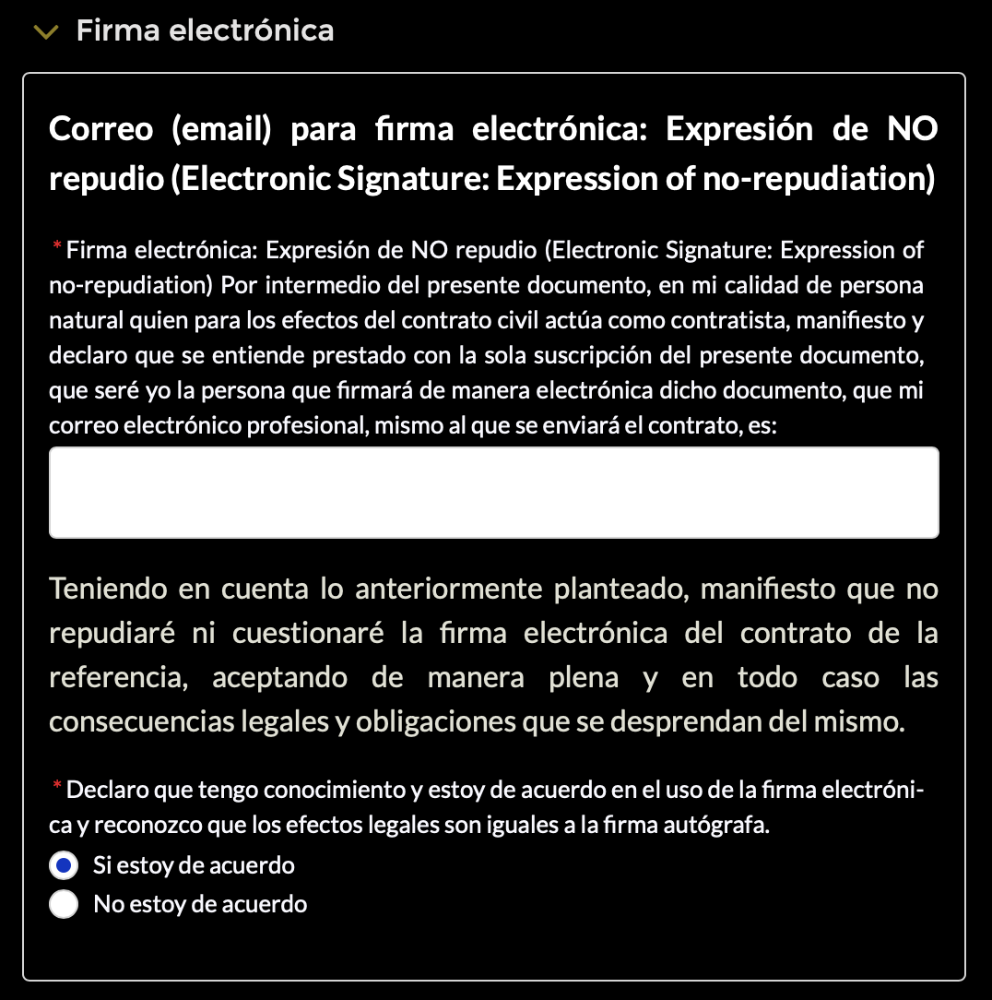 Firma electrónica
Correo (email) para firma electrónica: Expresión de NO
repudio (Electronic Signature: Expression of no-repudiation)
* Firma electrónica: Expresión de NO repudio (Electronic Signature: Expression of
no-repudiation) Por intermedio del presente documento, en mi calidad de persona
natural quien para los efectos del contrato civil actúa como contratista, manifiesto y
declaro que se entiende prestado con la sola suscripción del presente documento,
que seré yo la persona que firmará de manera electrónica dicho documento, que mi
correo electrónico profesional, mismo al que se enviará el contrato, es:
Teniendo en cuenta lo anteriormente planteado, manifiesto que no
repudiaré ni cuestionaré la firma electrónica del contrato de la
referencia, aceptando de manera plena y en todo caso las
consecuencias legales y obligaciones que se desprendan del mismo.
* Declaro que tengo conocimiento y estoy de acuerdo en el uso de la firma electróni-
ca y reconozco que los efectos legales son iguales a la firma autógrafa.
Si estoy de acuerdo
No estoy de acuerdo